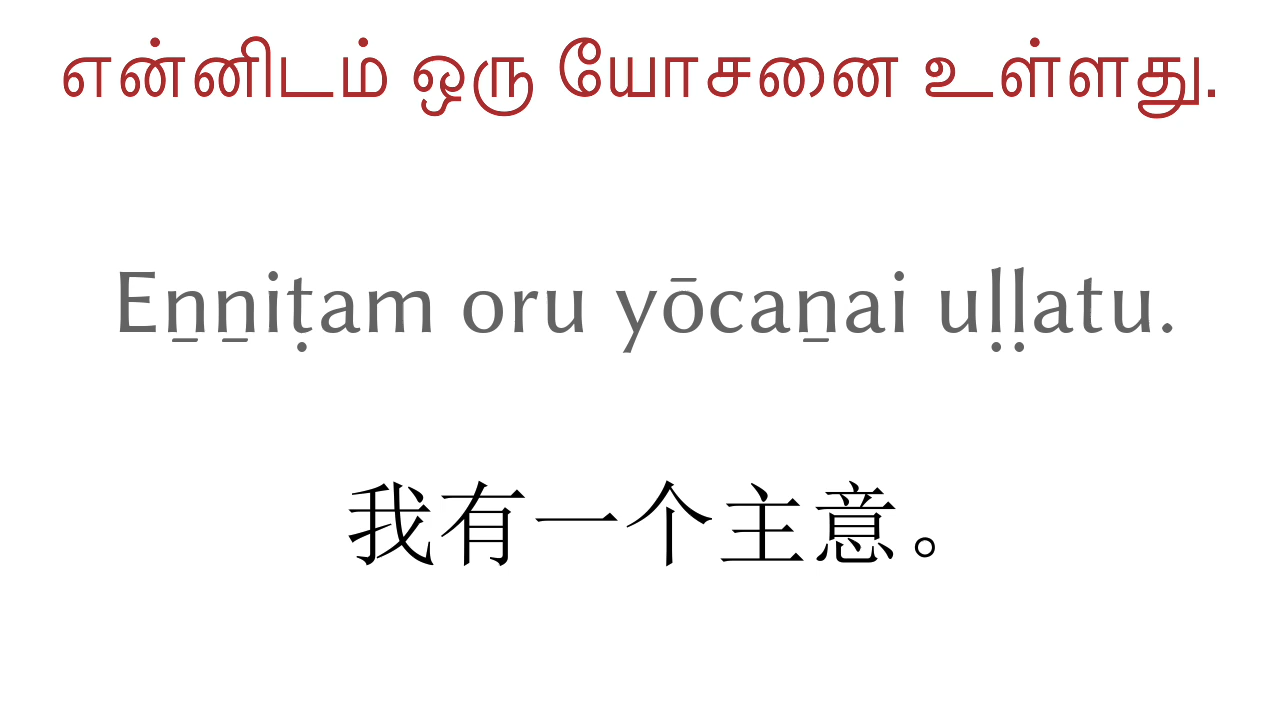 என்னிடம் ஒரு யோசனை உள்ளது.
Eṉṉiṭam oru yōcaṉai uḷḷatu.
我有一个主意。